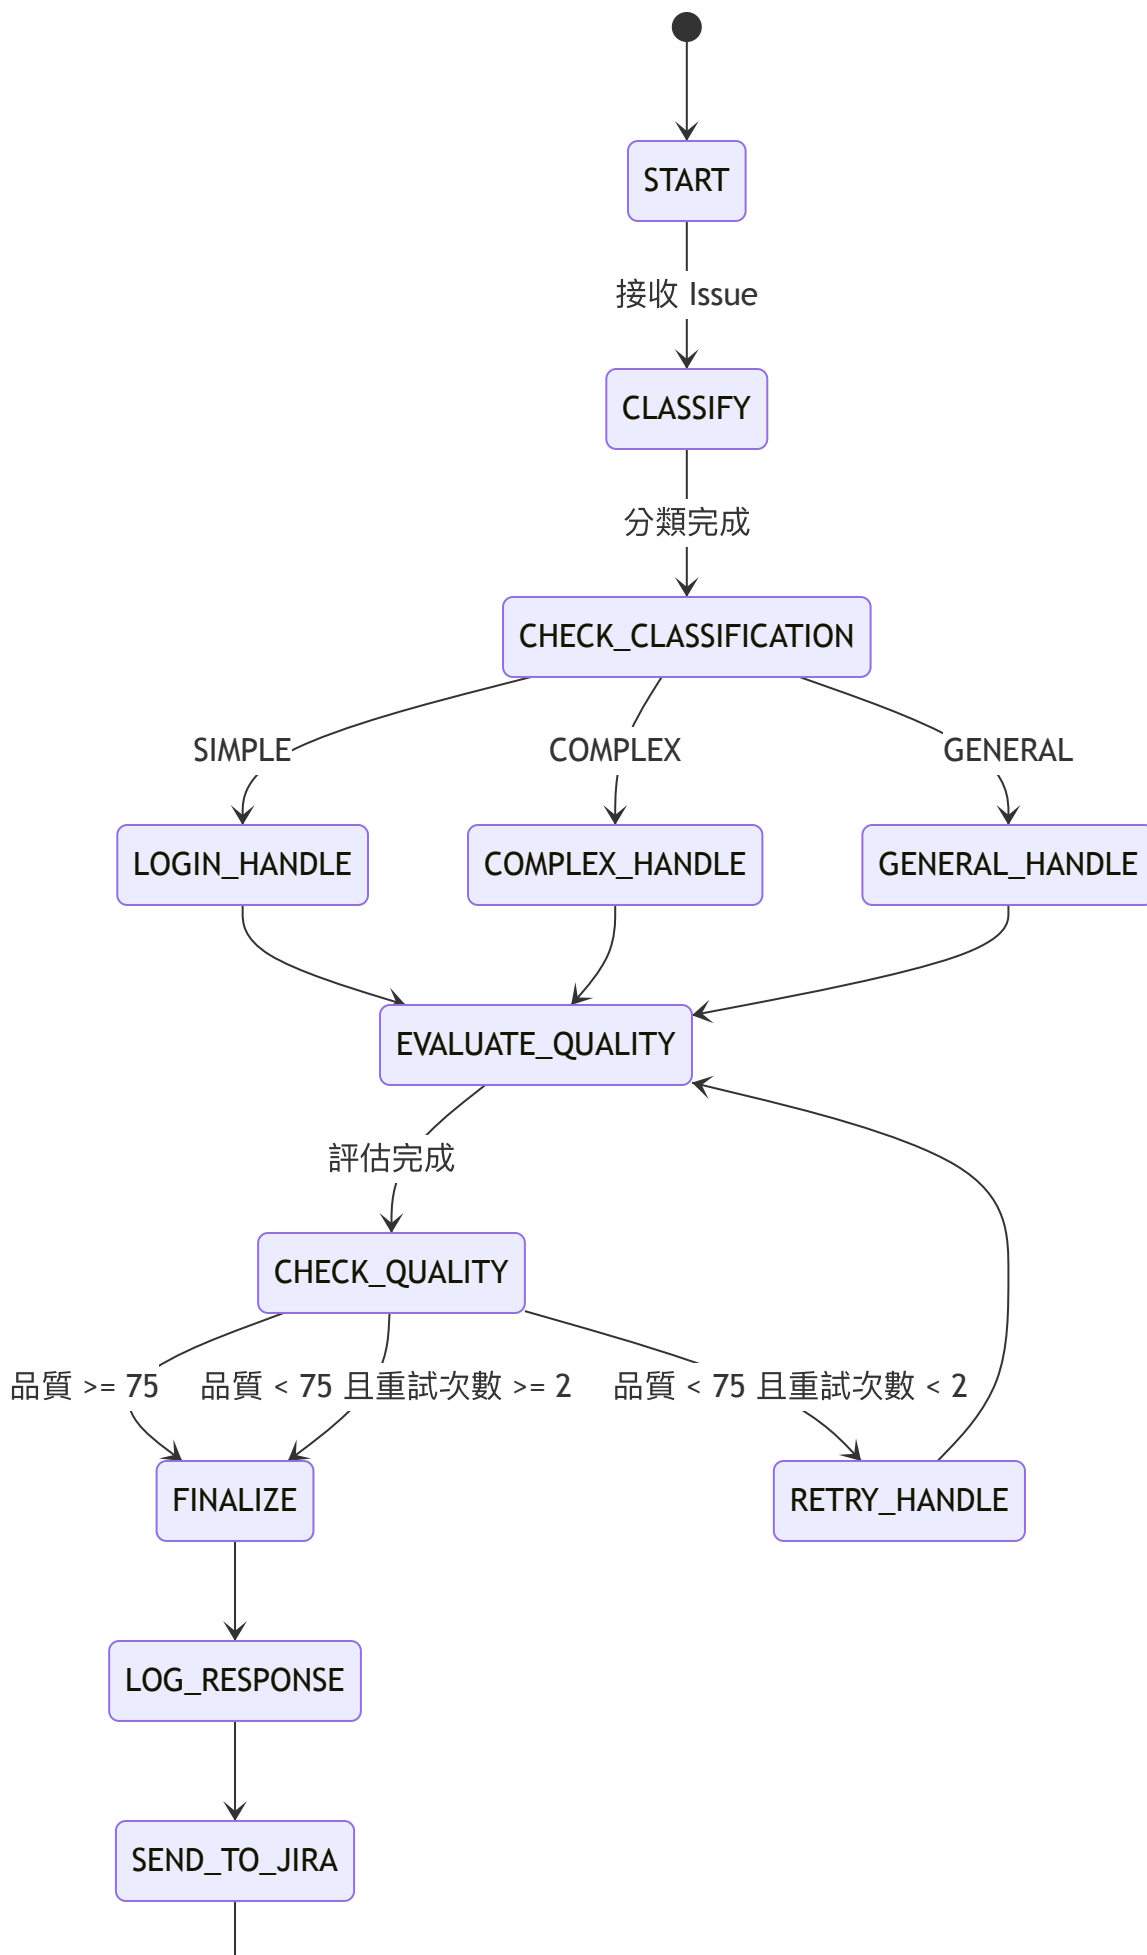 START
接收 Issue
CLASSIFY
分類完成
CHECK_CLASSIFICATION
SIMPLE
COMPLEX
GENERAL
LOGIN_HANDLE
COMPLEX_HANDLE
GENERAL_HANDLE
EVALUATE_QUALITY
評估完成
CHECK_QUALITY
品質 >= 75
品質 < 75 且重試次數 >= 2
品質 < 75 且重試次數 < 2
FINALIZE
RETRY_HANDLE
LOG_RESPONSE
SEND_TO_JIRA